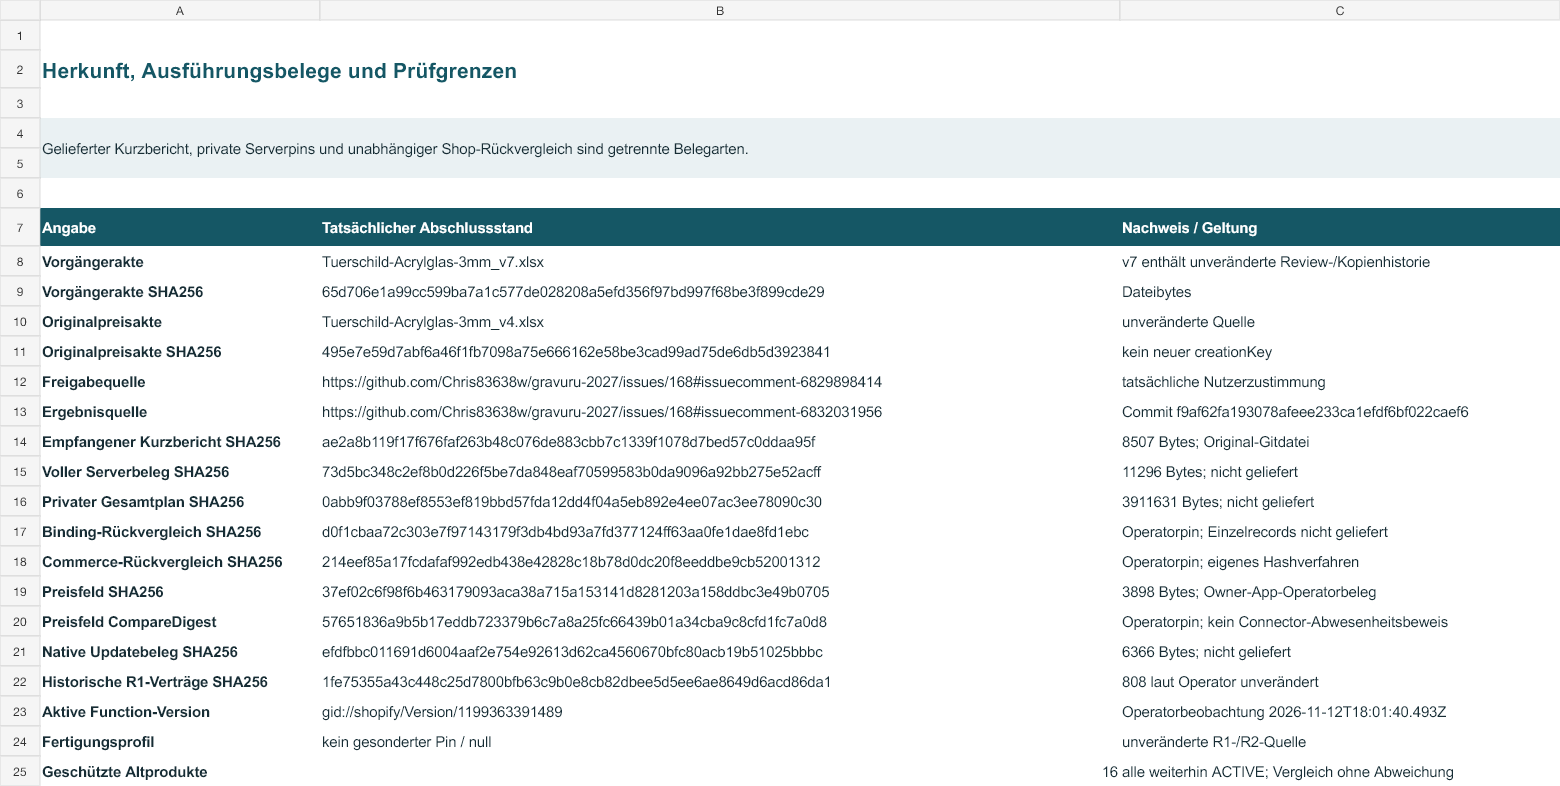 A B C
1
2 Herkunft, Ausführungsbelege und Prüfgrenzen
3
4
Gelieferter Kurzbericht, private Serverpins und unabhängiger Shop-Rückvergleich sind getrennte Belegarten.
5
6
7 Angabe Tatsächlicher Abschlussstand Nachweis / Geltung
8 Vorgängerakte Tuerschild-Acrylglas-3mm_v7.xlsx v7 enthält unveränderte Review-/Kopienhistorie
9 Vorgängerakte SHA256 65d706e1a99cc599ba7a1c577de028208a5efd356f97bd997f68be3f899cde29 Dateibytes
10 Originalpreisakte Tuerschild-Acrylglas-3mm_v4.xlsx unveränderte Quelle
11 Originalpreisakte SHA256 495e7e59d7abf6a46f1fb7098a75e666162e58be3cad99ad75de6db5d3923841 kein neuer creationKey
12 Freigabequelle https://github.com/Chris83638w/gravuru-2027/issues/168#issuecomment-6829898414 tatsächliche Nutzerzustimmung
13 Ergebnisquelle https://github.com/Chris83638w/gravuru-2027/issues/168#issuecomment-6832031956 Commit f9af62fa193078afeee233ca1efdf6bf022caef6
14 Empfangener Kurzbericht SHA256 ae2a8b119f17f676faf263b48c076de883cbb7c1339f1078d7bed57c0ddaa95f 8507 Bytes; Original-Gitdatei
15 Voller Serverbeleg SHA256 73d5bc348c2ef8b0d226f5be7da848eaf70599583b0da9096a92bb275e52acff 11296 Bytes; nicht geliefert
16 Privater Gesamtplan SHA256 0abb9f03788ef8553ef819bbd57fda12dd4f04a5eb892e4ee07ac3ee78090c30 3911631 Bytes; nicht geliefert
17 Binding-Rückvergleich SHA256 d0f1cbaa72c303e7f97143179f3db4bd93a7fd377124ff63aa0fe1dae8fd1ebc Operatorpin; Einzelrecords nicht geliefert
18 Commerce-Rückvergleich SHA256 214eef85a17fcdafaf992edb438e42828c18b78d0dc20f8eeddbe9cb52001312 Operatorpin; eigenes Hashverfahren
19 Preisfeld SHA256 37ef02c6f98f6b463179093aca38a715a153141d8281203a158ddbc3e49b0705 3898 Bytes; Owner-App-Operatorbeleg
20 Preisfeld CompareDigest 57651836a9b5b17eddb723379b6c7a8a25fc66439b01a34cba9c8cfd1fc7a0d8 Operatorpin; kein Connector-Abwesenheitsbeweis
21 Native Updatebeleg SHA256 efdfbbc011691d6004aaf2e754e92613d62ca4560670bfc80acb19b51025bbbc 6366 Bytes; nicht geliefert
22 Historische R1-Verträge SHA256 1fe75355a43c448c25d7800bfb63c9b0e8cb82dbee5d5ee6ae8649d6acd86da1 808 laut Operator unverändert
23 Aktive Function-Version gid://shopify/Version/1199363391489 Operatorbeobachtung 2026-11-12T18:01:40.493Z
24 Fertigungsprofil kein gesonderter Pin / null unveränderte R1-/R2-Quelle
25 Geschützte Altprodukte 16 alle weiterhin ACTIVE; Vergleich ohne Abweichung